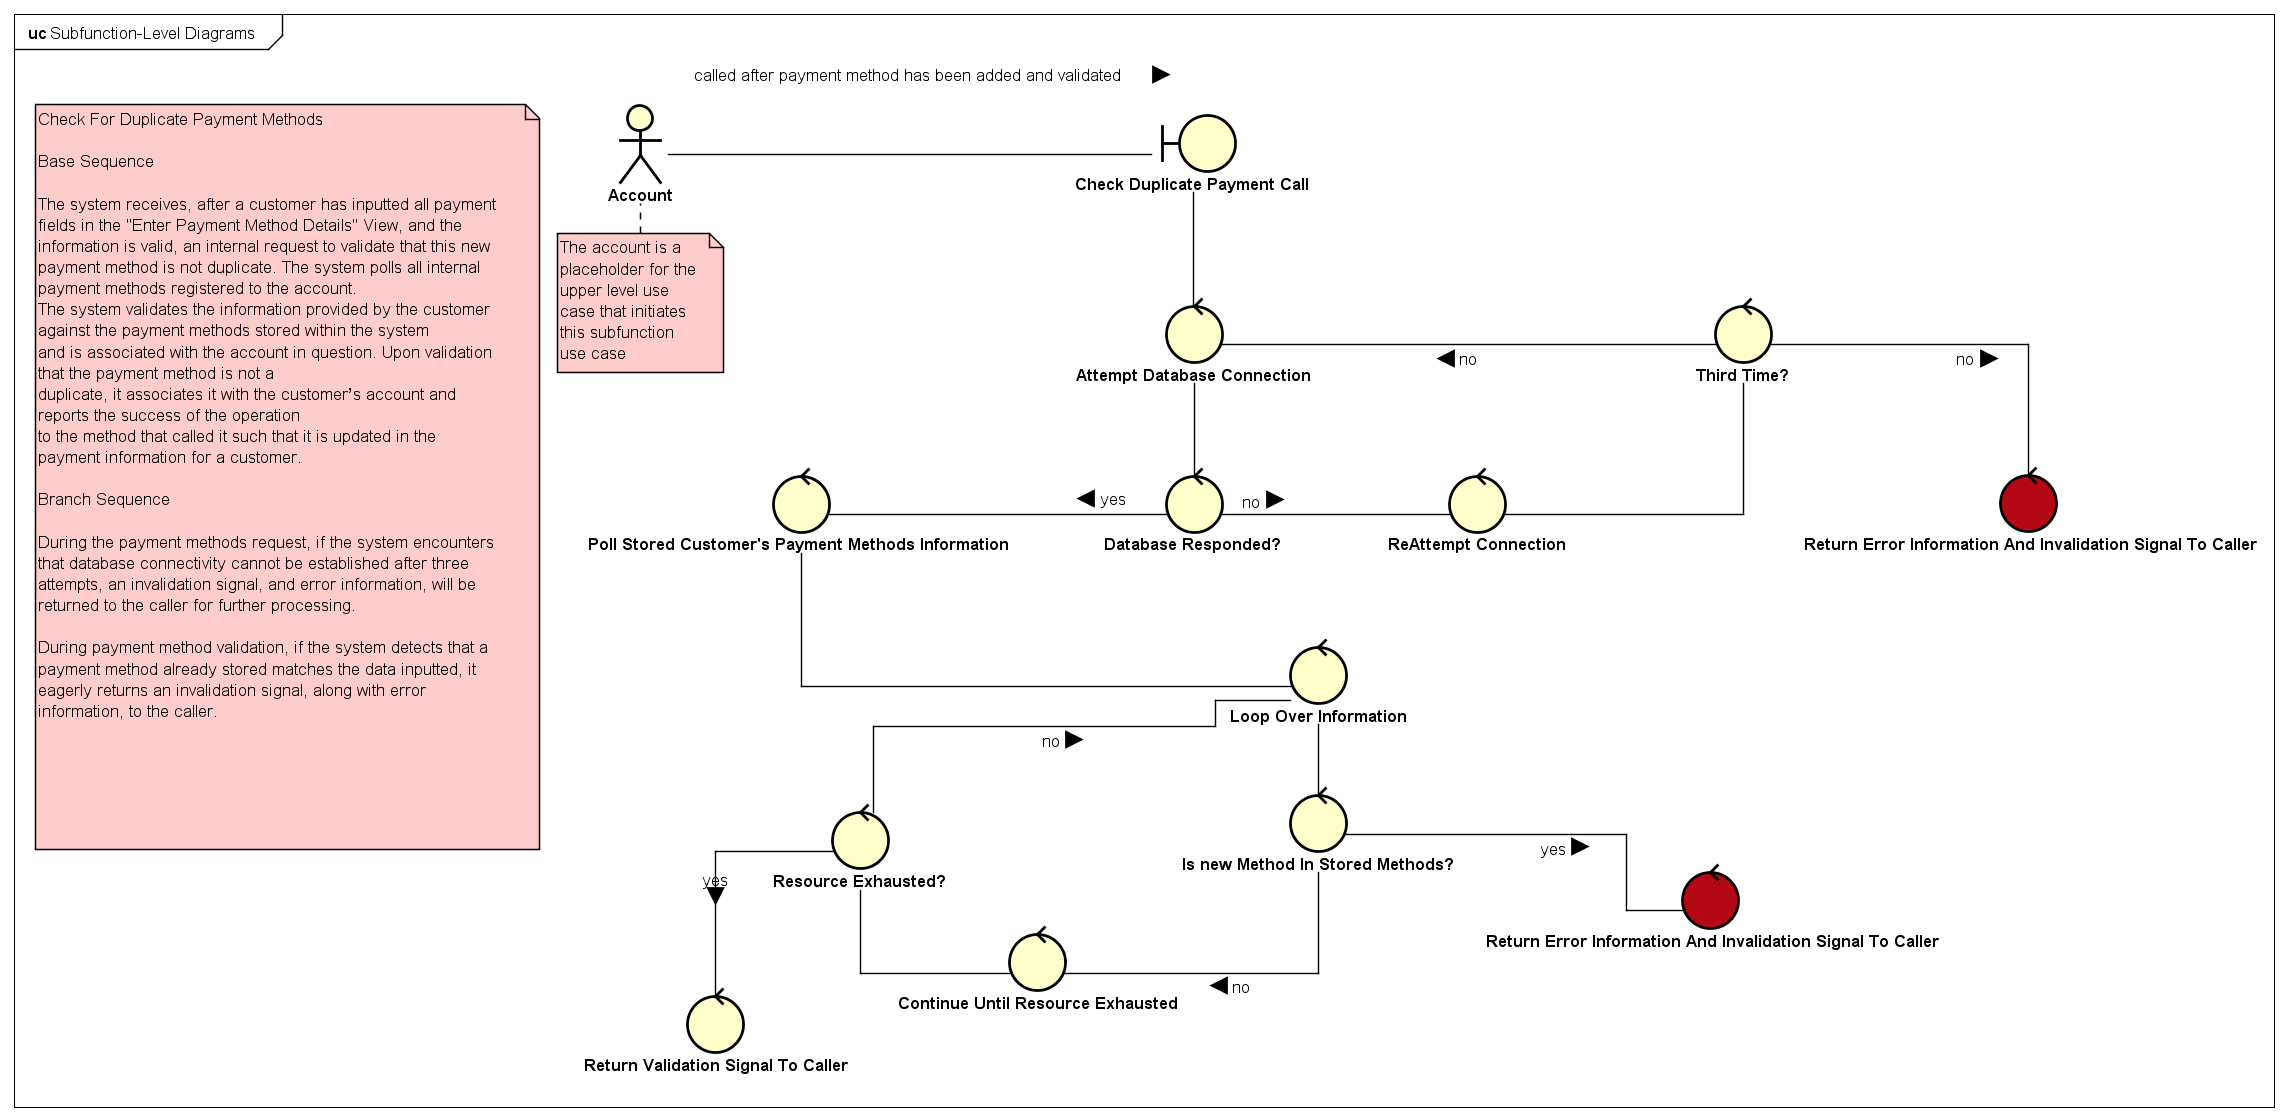 uc Subfunction-Level Diagrams
called after payment method has been added and validated
Check For Duplicate Payment Methods
Base Sequence
The system receives, after a customer has inputted all payment
fields in the "Enter Payment Method Details" View, and the
information is valid, an internal request to validate that this new
payment method is not duplicate. The system polls all internal
payment methods registered to the account.
The system validates the information provided by the customer
against the payment methods stored within the system
and is associated with the account in question. Upon validation
that the payment method is not a
duplicate, it associates it with the customer’s account and
reports the success of the operation
to the method that called it such that it is updated in the
payment information for a customer.
Branch Sequence
During the payment methods request, if the system encounters
that database connectivity cannot be established after three
attempts, an invalidation signal, and error information, will be
returned to the caller for further processing.
During payment method validation, if the system detects that a
payment method already stored matches the data inputted, it
eagerly returns an invalidation signal, along with error
information, to the caller.
Account
Check Duplicate Payment Call
The account is a
placeholder for the
upper level use
case that initiates
this subfunction
use case
no
no
Attempt Database Connection
Third Time?
yes
no
Poll Stored Customer's Payment Methods Information
Database Responded?
ReAttempt Connection
Return Error Information And Invalidation Signal To Caller
Loop Over Information
no
Is new Method In Stored Methods?
yes
yes
Resource Exhausted?
Return Error Information And Invalidation Signal To Caller
no
Continue Until Resource Exhausted
Return Validation Signal To Caller